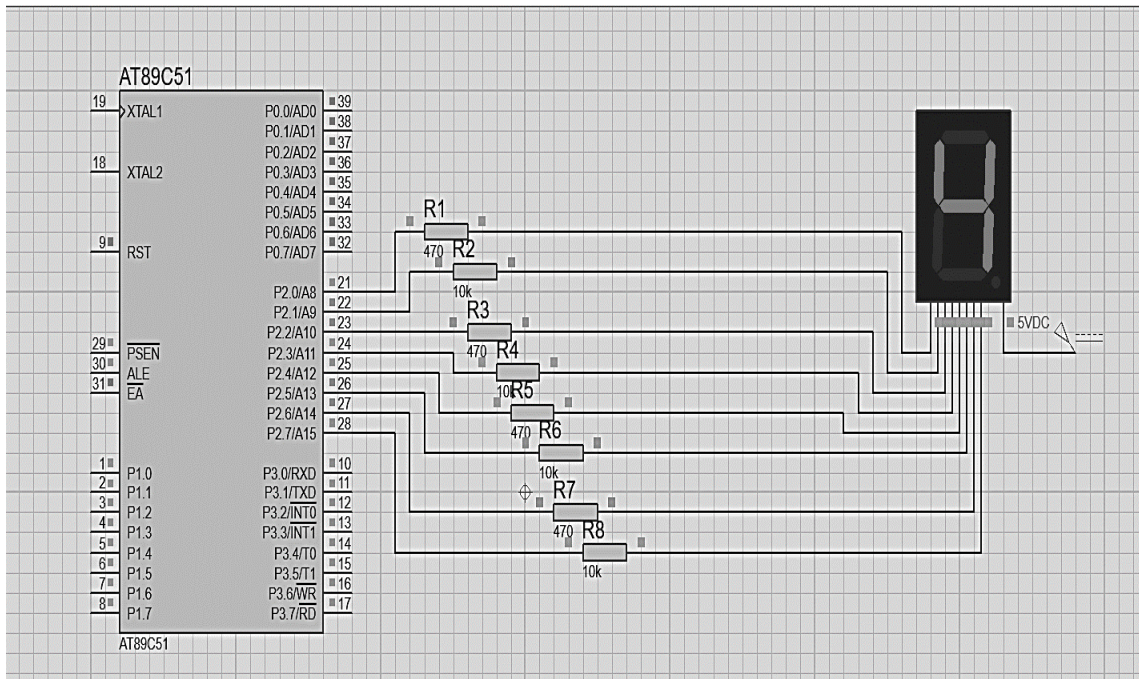 AT89C51
19
XTAL1
18
XTAL2
9
RST
29
PSEN
30
ALE
31
EA
1
P1.0
2
P1.1
3
P1.2
4
P1.3
5
P1.4
6
P1.5
7
P1.6
8
P1.7
P0.0/AD0
39
P0.1/AD1
38
P0.2/AD2
37
P0.3/AD3
36
P0.4/AD4
35
P0.5/AD5
34
P0.6/AD6
33
P0.7/AD7
32
P2.0/A8
21
P2.1/A9
22
P2.2/A10
23
P2.3/A11
24
P2.4/A12
25
P2.5/A13
26
P2.6/A14
27
P2.7/A15
28
P3.0/RXD
10
P3.1/TXD
11
P3.2/INT0
12
P3.3/INT1
13
P3.4/T0
14
P3.5/T1
15
P3.6/WR
16
P3.7/RD
17
AT89C51
R1
470
R2
10k
R3
470
R4
10k
R5
470
R6
10k
R7
470
R8
10k
4
5VDC